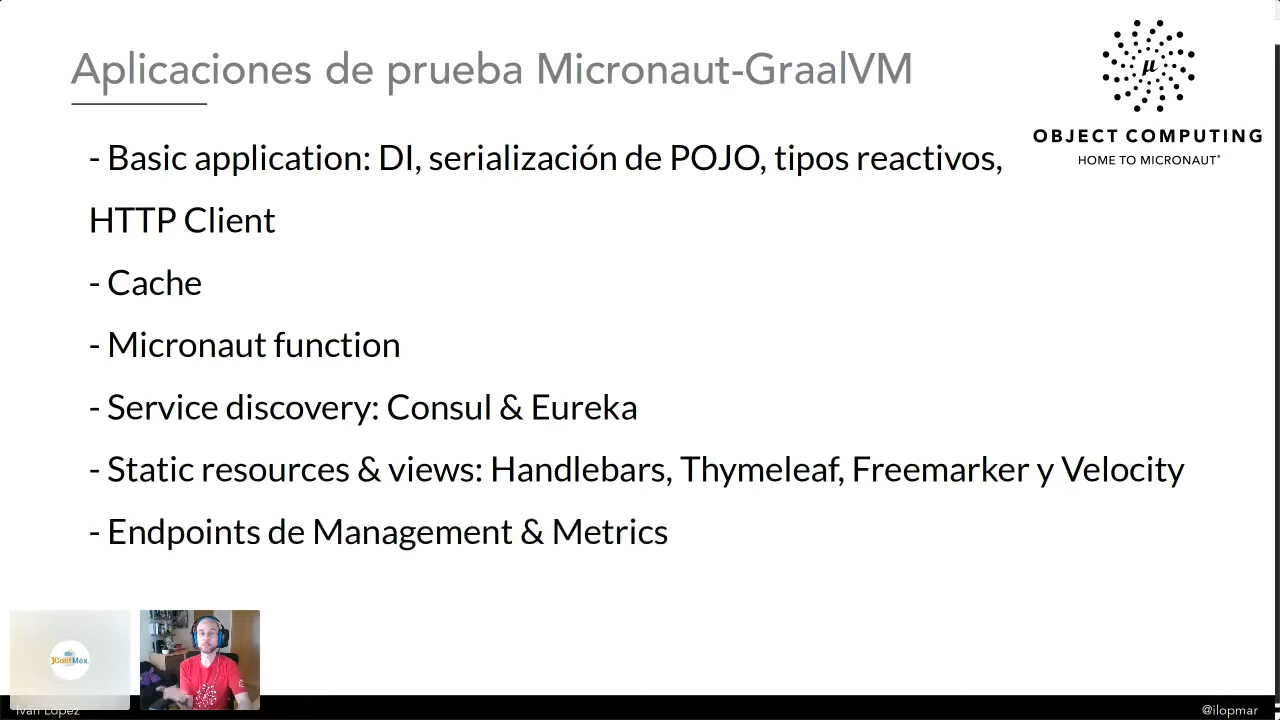 Aplicaciones de prueba Micronaut-GraalVM
µ
OBJECT COMPUTING
HOME TO MICRONAUT®
- Basic application: DI, serialización de POJO, tipos reactivos,
HTTP Client
- Cache
- Micronaut function
- Service discovery: Consul & Eureka
- Static resources & views: Handlebars, Thymeleaf, Freemarker y Velocity
- Endpoints de Management & Metrics
JConfMéx
Iván López
@ilopmar